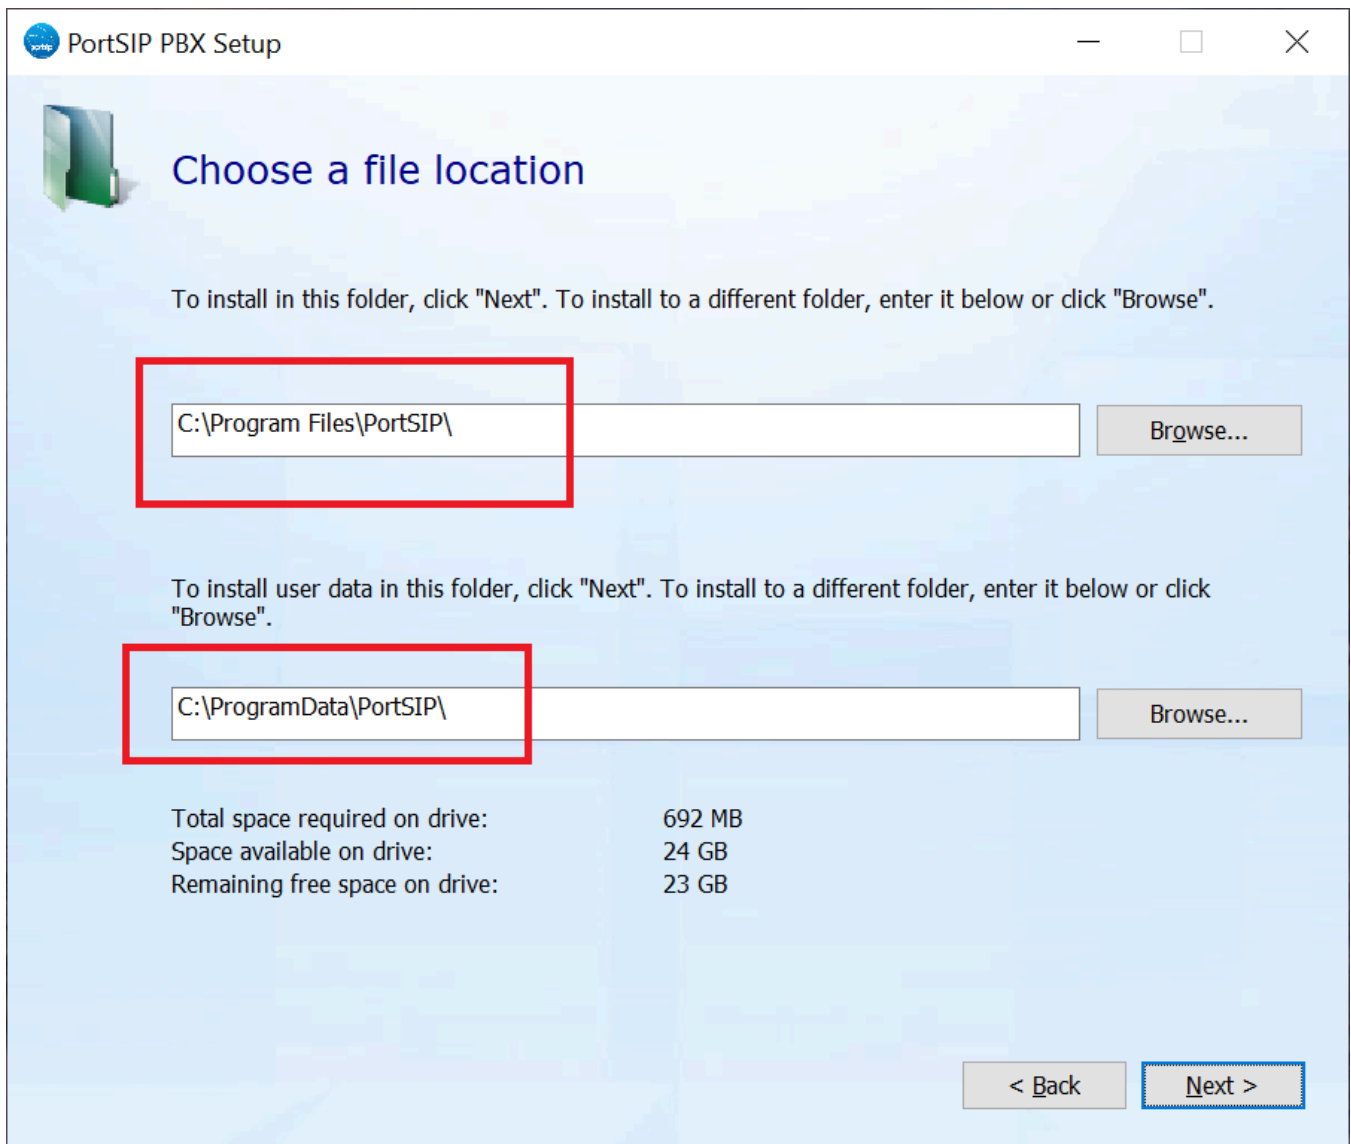 PortSIP PBX Setup
Choose a file location
To install in this folder, click "Next". To install to a different folder, enter it below or click "Browse".
C:\Program Files\PortSIP\
Browse...
To install user data in this folder, click "Next". To install to a different folder, enter it below or click
"Browse".
C:\ProgramData\PortSIP\
Browse...
Total space required on drive: 692 MB
Space available on drive: 24 GB
Remaining free space on drive: 23 GB
< Back
Next >